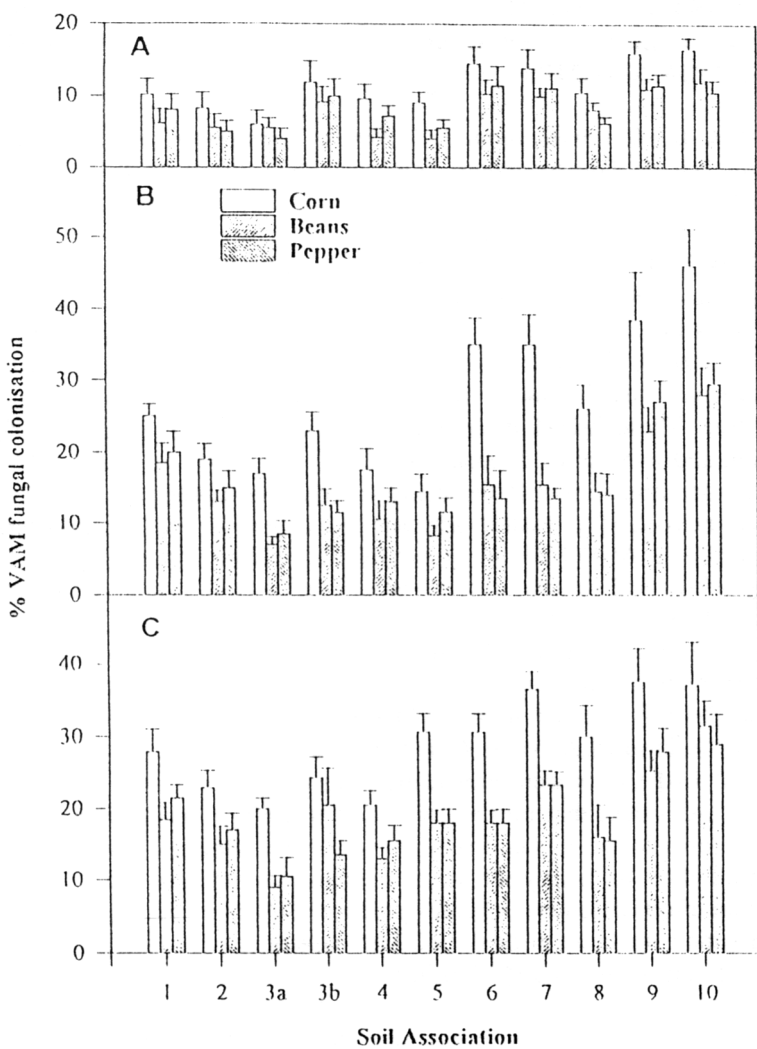 A
20
10
0
B
Corn
Beans
Pepper
50
40
30
20
10
0
% VAM fungal colonisation
C
40
30
20
10
0
1 2 3a 3b 4 5 6 7 8 9 10
Soil Association